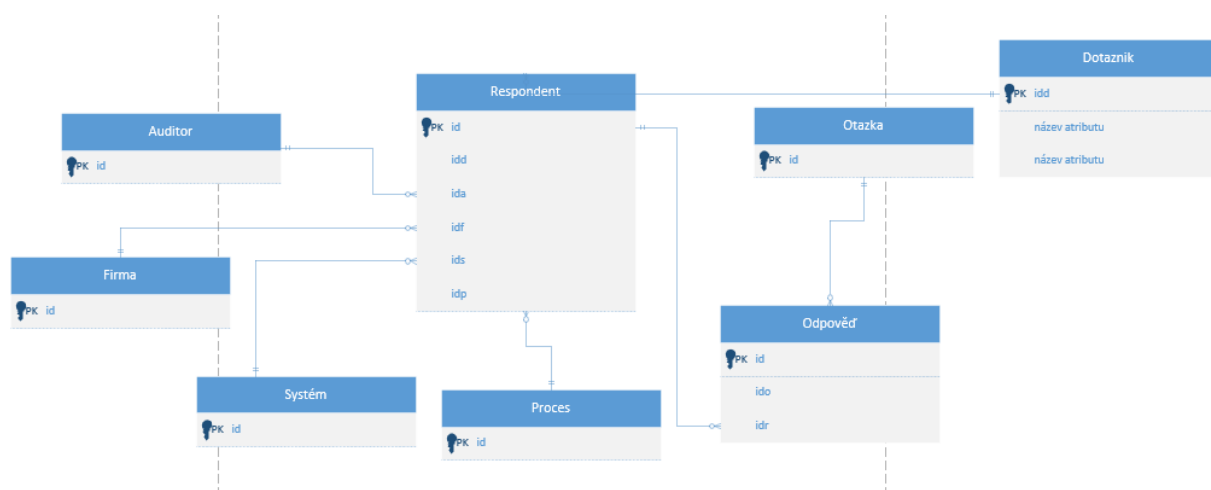 Dotaznik
PK idd
název atributu
název atributu
Respondent
PK id
idd
ida
idf
ids
idp
Otazka
PK id
Auditor
PK id
Firma
PK id
Odpověď
PK id
ido
idr
Systém
PK id
Proces
PK id